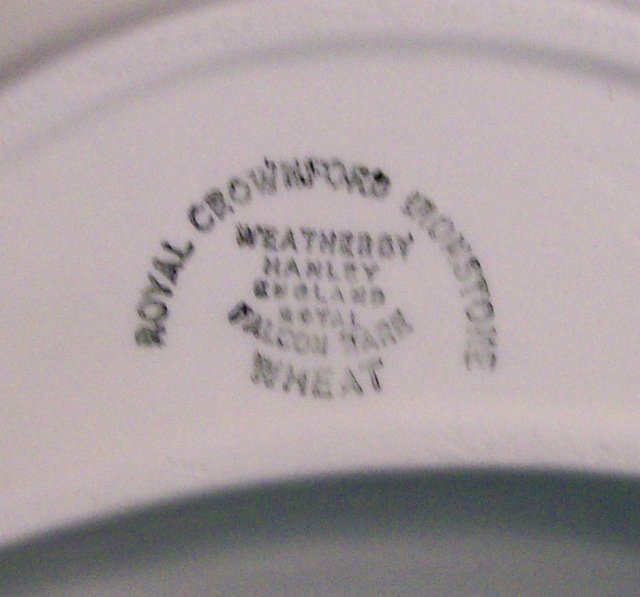 ROYAL CROWNFORD IRONSTONE
WEATHERBY
HANLEY
ENGLAND
ROYAL
FALCON WARE
WHEAT